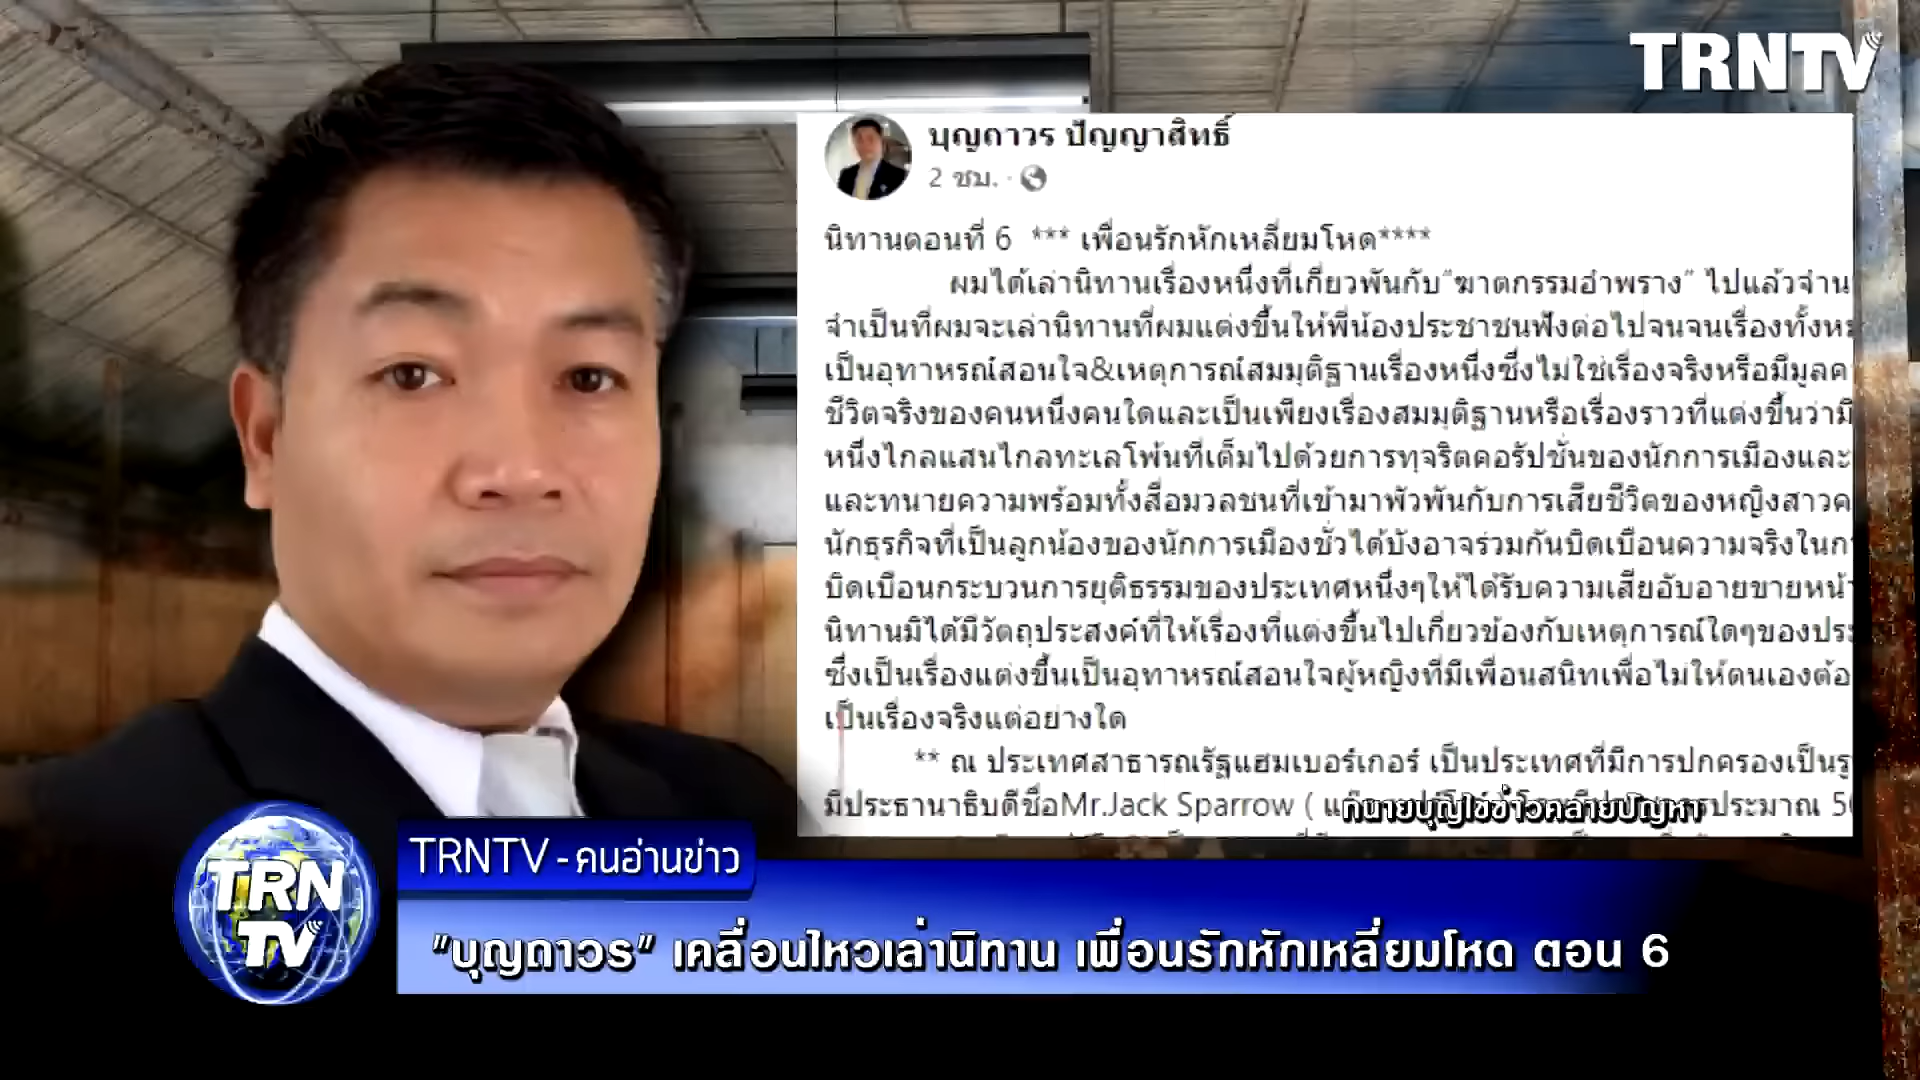 TRNTV
บุญถาวร ปัญญาสิทธิ์
2 ชม.
นิทานตอนที่ 6 *** เพื่อนรักหักเหลี่ยมโหด****
ผมได้เล่านิทานเรื่องหนึ่งที่เกี่ยวพันกับ"ฆาตกรรมอำพราง" ไปแล้วจำน
จำเป็นที่ผมจะเล่านิทานที่ผมแต่งขึ้นให้พี่น้องประชาชนฟังต่อไปจนจนเรื่องทั้งหม
เป็นอุทาหรณ์สอนใจ&เหตุการณ์สมมุติฐานเรื่องหนึ่งซึ่งไม่ใช่เรื่องจริงหรือมีมูลค
ชีวิตจริงของคนหนึ่งคนใดและเป็นเพียงเรื่องสมมุติฐานหรือเรื่องราวที่แต่งขึ้นว่ามี
หนึ่งไกลแสนไกลทะเลโพ้นที่เต็มไปด้วยการทุจริตคอรัปชั่นของนักการเมืองและ
และทนายความพร้อมทั้งสื่อมวลชนที่เข้ามาพัวพันกับการเสียชีวิตของหญิงสาวค
นักธุรกิจที่เป็นลูกน้องของนักการเมืองชั่วได้บังอาจร่วมกันบิดเบือนความจริงในก
บิดเบือนกระบวนการยุติธรรมของประเทศหนึ่งๆให้ได้รับความเสียอับอายขายหน้า
นิทานมิได้มีวัตถุประสงค์ที่ให้เรื่องที่แต่งขึ้นไปเกี่ยวข้องกับเหตุการณ์ใดๆของประ
ซึ่งเป็นเรื่องแต่งขึ้นเป็นอุทาหรณ์สอนใจผู้หญิงที่มีเพื่อนสนิทเพื่อไม่ให้ตนเองต้อ
เป็นเรื่องจริงแต่อย่างใด
** ณ ประเทศสาธารณรัฐแฮมเบอร์เกอร์ เป็นประเทศที่มีการปกครองเป็นรู
มีประธานาธิบดีชื่อMr.Jack Sparrow ( ประมาณ 5
ทนายบุญไขข่าวคลายปัญหา
TRN
TV
TRNTV - คนอ่านข่าว
"บุญถาวร" เคลื่อนไหวเล่านิทาน เพื่อนรักหักเหลี่ยมโหด ตอน 6